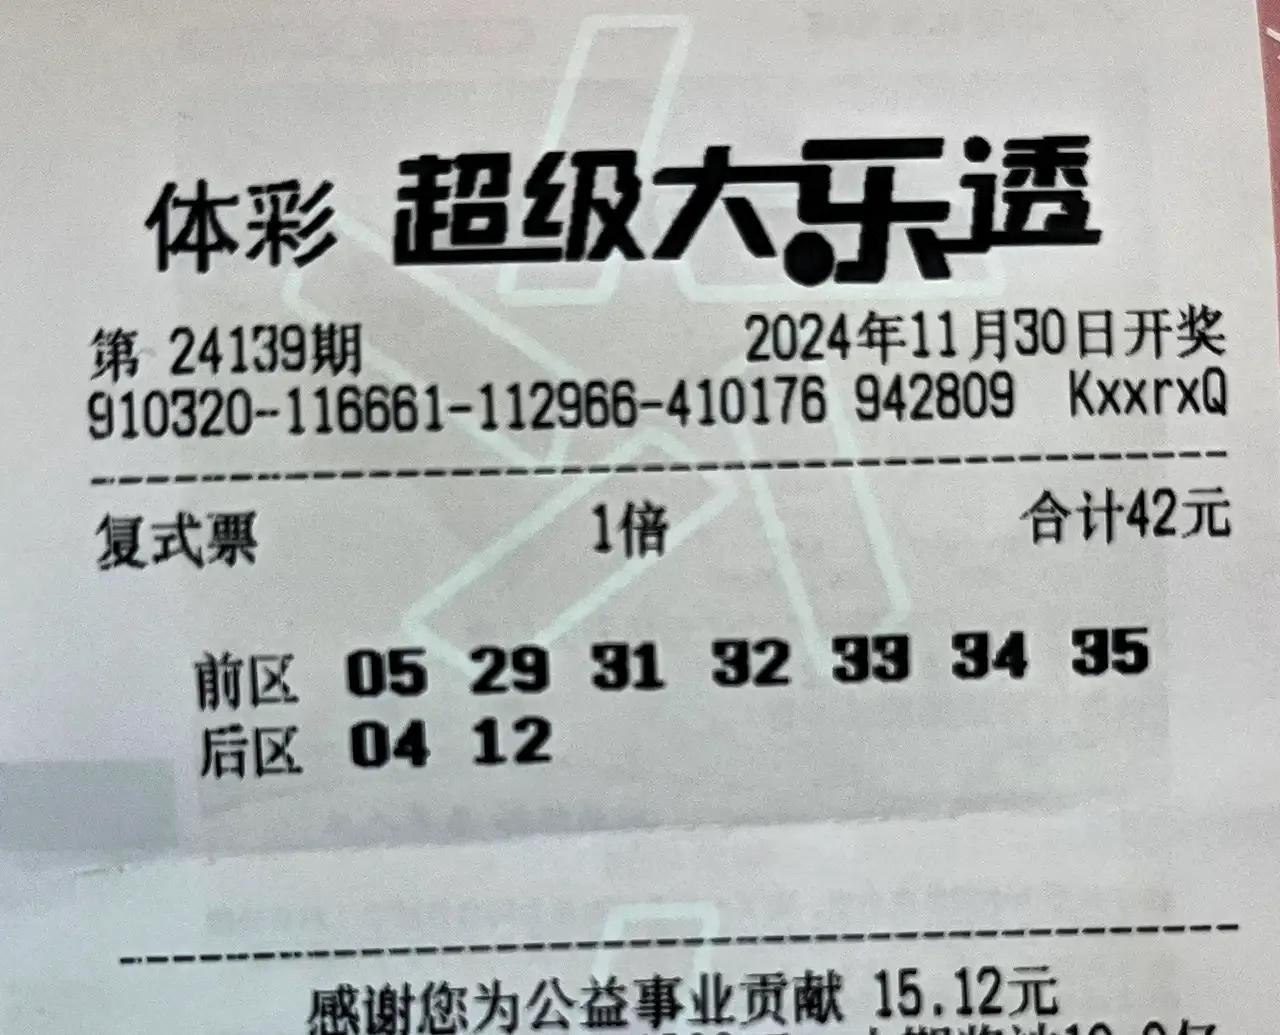 体彩 超级大乐透
第 24139期 2024年11月30日开奖
910320-116661-112966-410176 942809 KxxrxQ
复式票 1倍 合计42元
前区 05 29 31 32 33 34 35
后区 04 12
感谢您为公益事业贡献 15.12元